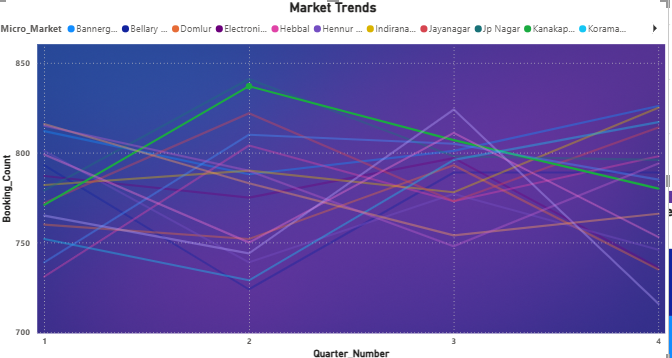 Market Trends
Micro_Market Bannerg... Bellary ... Domlur Electroni... Hebbal Hennur ... Indirana... Jayanagar Jp Nagar Kanakap... Korama...
850
800
750
700
Booking_Count
1 2 3 4
Quarter_Number